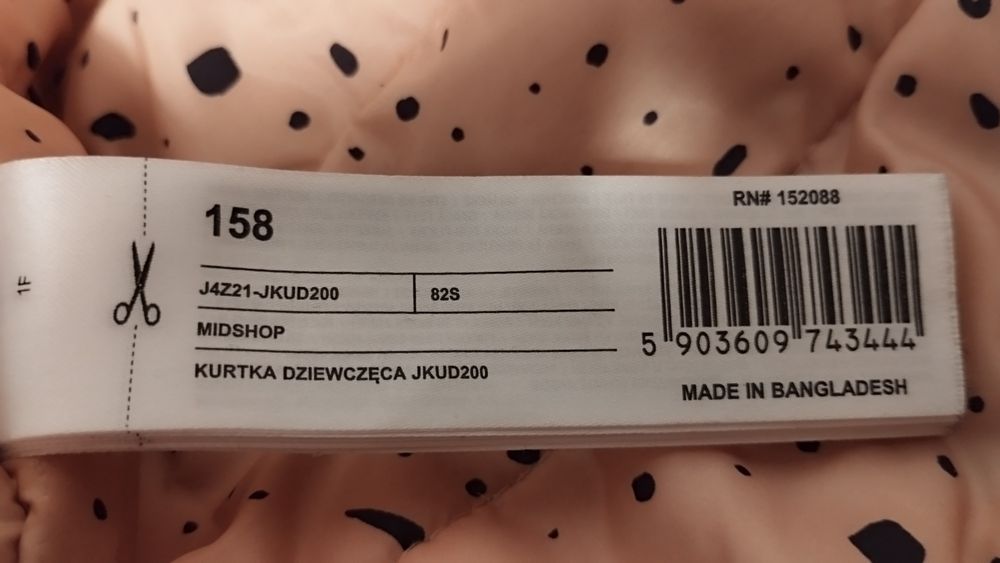 1F
158
J4Z21-JKUD200 82S
MIDSHOP
KURTKA DZIEWCZĘCA JKUD200
RN# 152088
5 903609 743444
MADE IN BANGLADESH